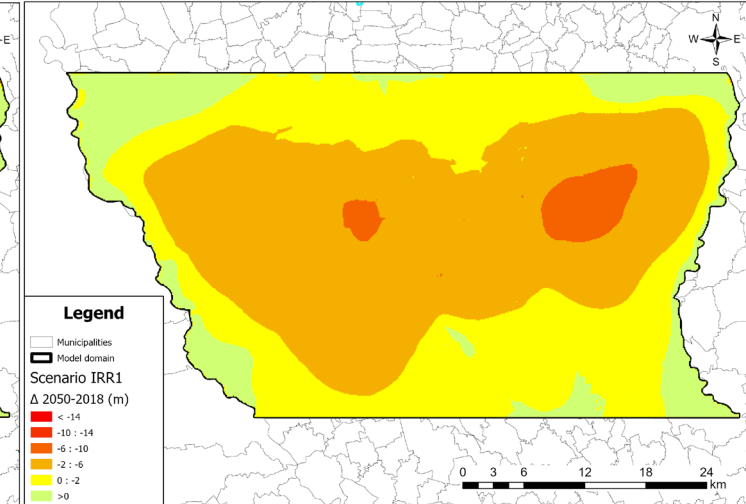 N
W E
S
E
Legend
Municipalities
Model domain
Scenario IRR1
Δ 2050-2018 (m)
< -14
-10 : -14
-6 : -10
-2 : -6
0 : -2
>0
0 3 6 12 18 24
km